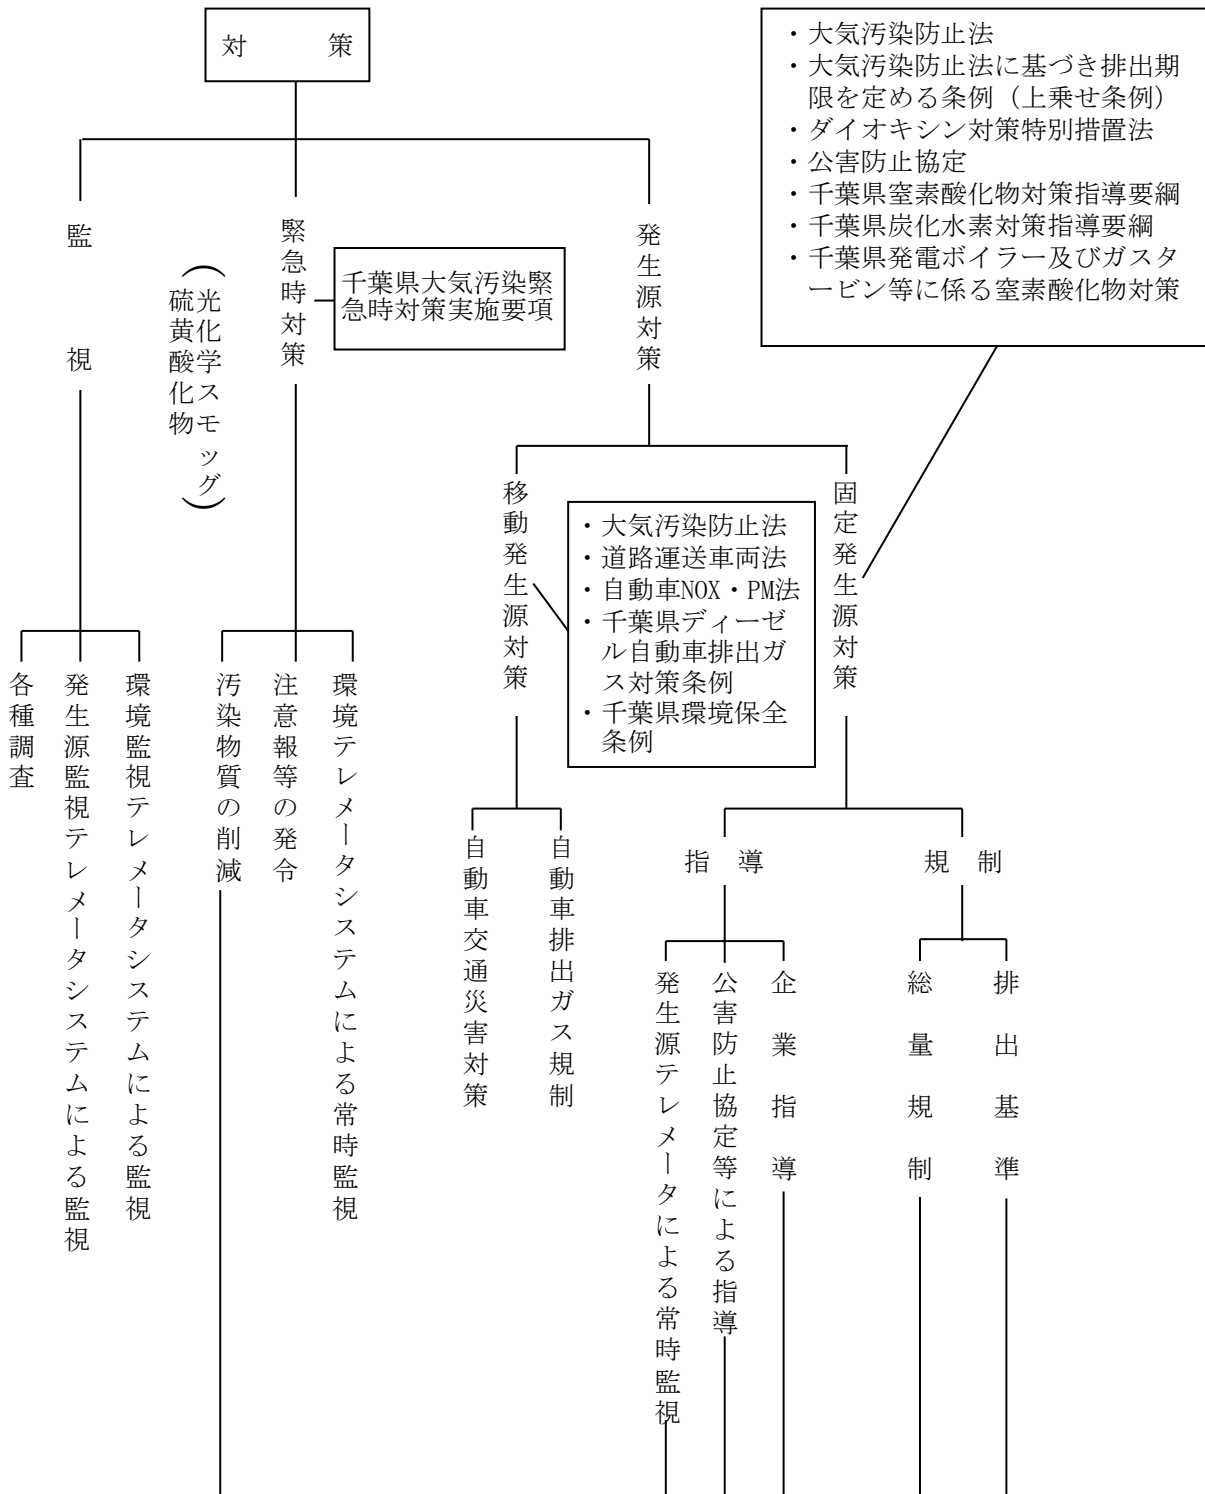 対　　策
・大気汚染防止法
・大気汚染防止法に基づき排出期
限を定める条例（上乗せ条例）
・ダイオキシン対策特別措置法
・公害防止協定
・千葉県窒素酸化物対策指導要綱
・千葉県炭化水素対策指導要綱
・千葉県発電ボイラー及びガスタ
ービン等に係る窒素酸化物対策
発生源対策
緊急時対策
千葉県大気汚染緊
急時対策実施要項
（光化学スモッグ
硫黄酸化物）
監　　視
固定発生源対策
移動発生源対策
・大気汚染防止法
・道路運送車両法
・自動車NOX・PM法
・千葉県ディーゼ
ル自動車排出ガ
ス対策条例
・千葉県環境保全
条例
環境テレメータシステムによる常時監視
注意報等の発令
汚染物質の削減
環境監視テレメータシステムによる監視
発生源監視テレメータシステムによる監視
各種調査
規　制
指　導
自動車排出ガス規制
自動車交通災害対策
排出基準
総量規制
企業指導
公害防止協定等による指導
発生源テレメータによる常時監視